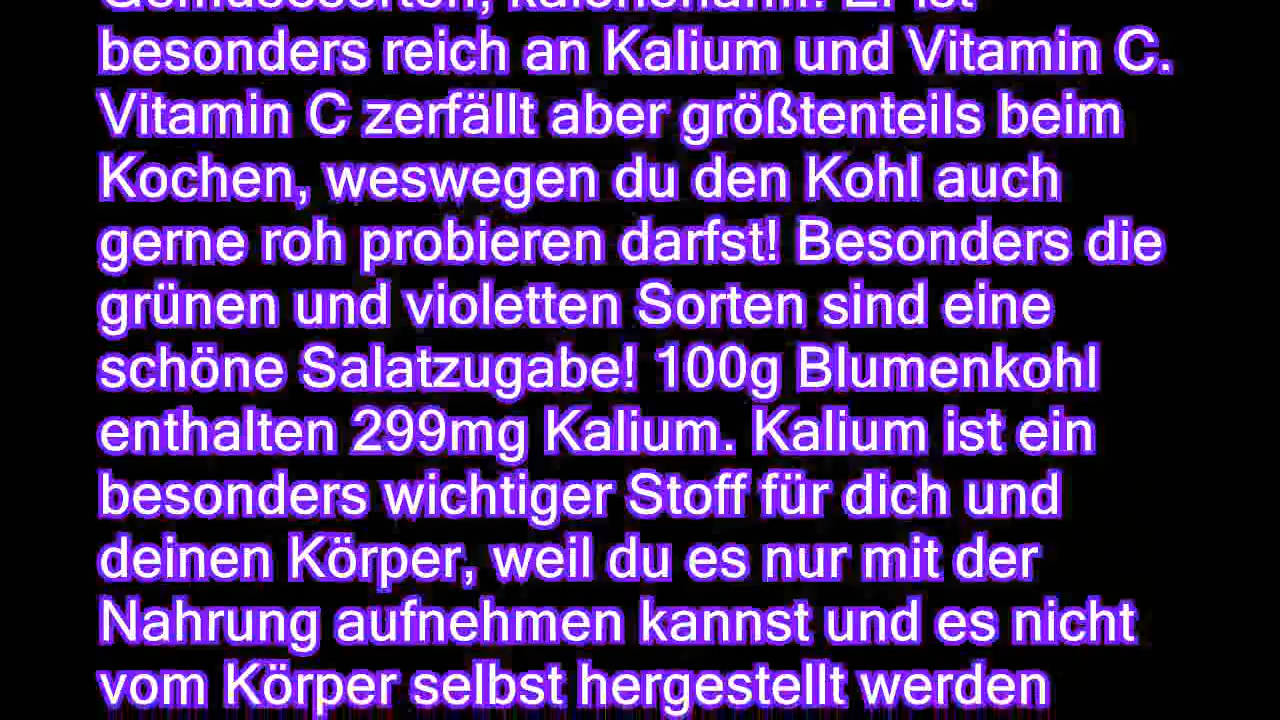 besonders reich an Kalium und Vitamin C.
Vitamin C zerfällt aber größtenteils beim
Kochen, weswegen du den Kohl auch
gerne roh probieren darfst! Besonders die
grünen und violetten Sorten sind eine
schöne Salatzugabe! 100g Blumenkohl
enthalten 299mg Kalium. Kalium ist ein
besonders wichtiger Stoff für dich und
deinen Körper, weil du es nur mit der
Nahrung aufnehmen kannst und es nicht
vom Körper selbst hergestellt werden